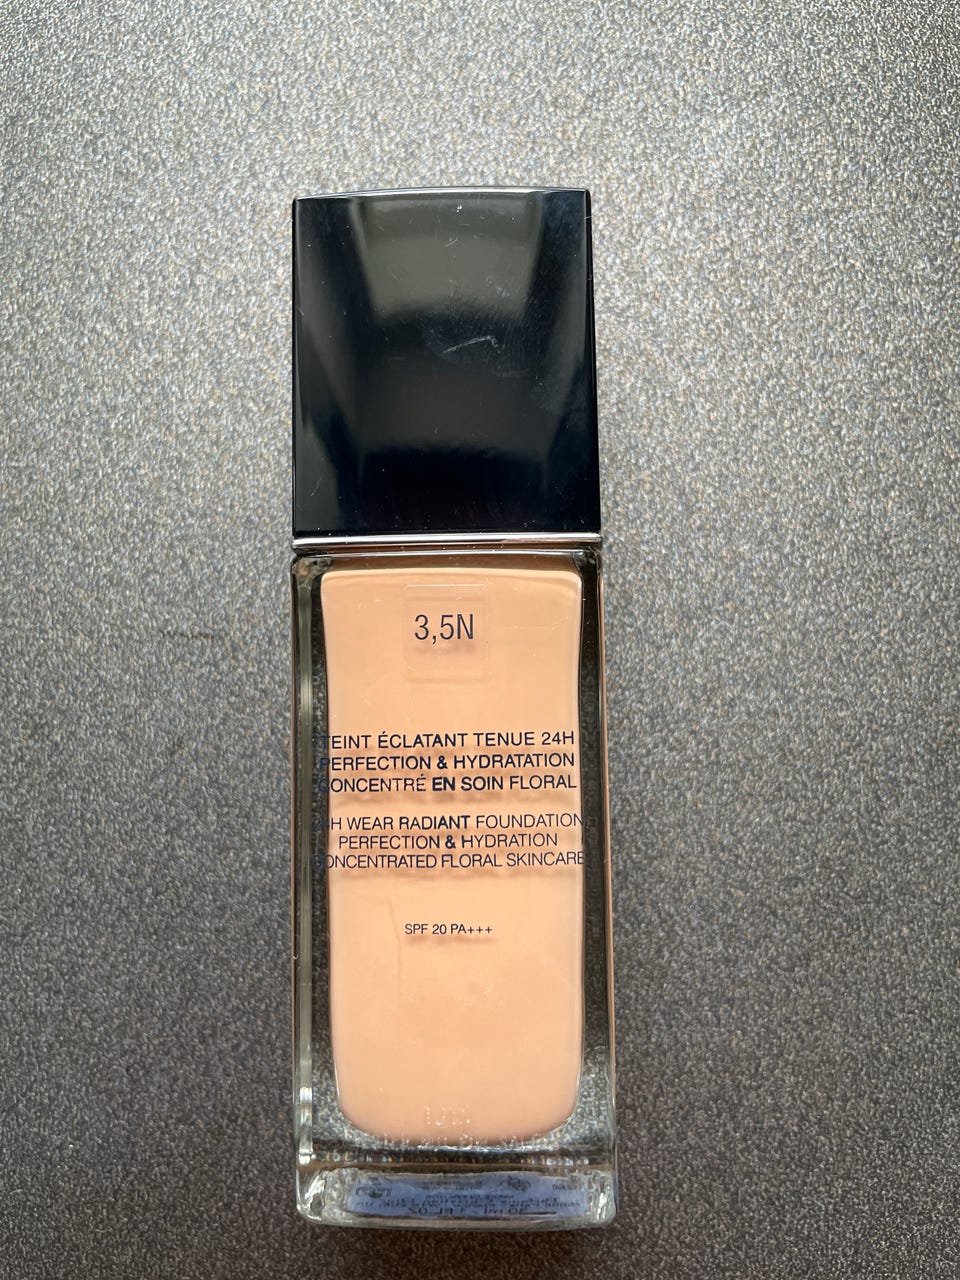 3,5N
TEINT ÉCLATANT TENUE 24H
PERFECTION & HYDRATATION
CONCENTRÉ EN SOIN FLORAL
24H WEAR RADIANT FOUNDATION
PERFECTION & HYDRATION
CONCENTRATED FLORAL SKINCARE
SPF 20 PA+++